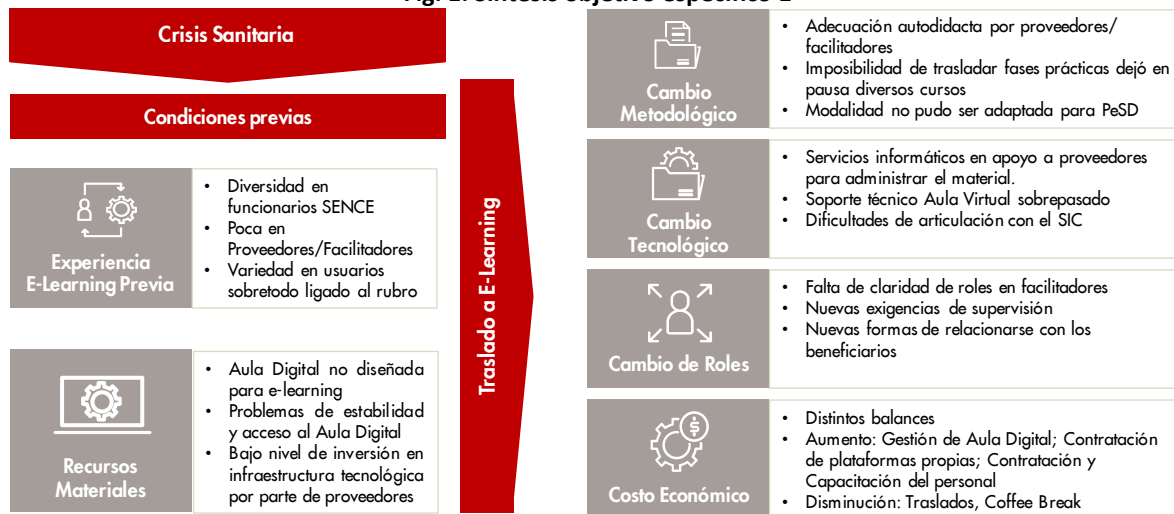 Crisis Sanitaria
Condiciones previas
Experiencia
E-Learning Previa
• Diversidad en
funcionarios SENCE
• Poca en
Proveedores/Facilitadores
• Variedad en usuarios
sobretodo ligado al rubro
Recursos
Materiales
• Aula Digital no diseñada
para e-learning
• Problemas de estabilidad
y acceso al Aula Digital
• Bajo nivel de inversión en
infraestructura tecnológica
por parte de proveedores
Traslado a E-Learning
Cambio
Metodológico
• Adecuación autodidacta por proveedores/
facilitadores
• Imposibilidad de trasladar fases prácticas dejó en
pausa diversos cursos
• Modalidad no pudo ser adaptada para PeSD
Cambio
Tecnológico
• Servicios informáticos en apoyo a proveedores
para administrar el material.
• Soporte técnico Aula Virtual sobrepasado
• Dificultades de articulación con el SIC
Cambio de Roles
• Falta de claridad de roles en facilitadores
• Nuevas exigencias de supervisión
• Nuevas formas de relacionarse con los
beneficiarios
Costo Económico
• Distintos balances
• Aumento: Gestión de Aula Digital; Contratación
de plataformas propias; Contratación y
Capacitación del personal
• Disminución: Traslados, Coffee Break